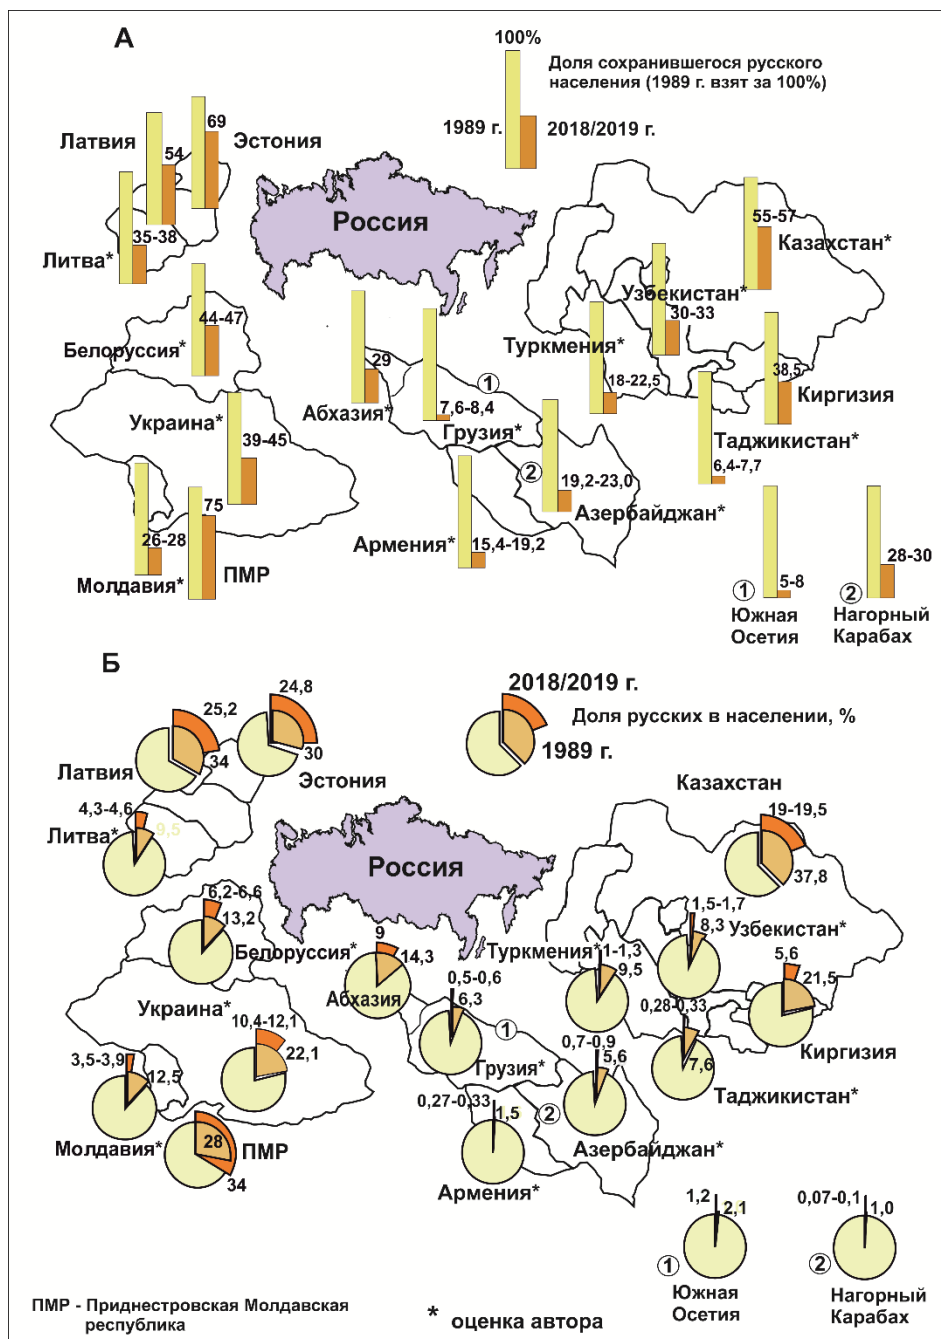 А
100%
Доля сохранившегося русского
населения (1989 г. взят за 100%)
1989 г.
2018/2019 г.
Латвия
54
69
Эстония
Литва*
35-38
Россия
55-57
Казахстан*
Узбекистан*
30-33
44-47
Белоруссия*
Туркмения*
18-22,5
38,5
Киргизия
29
Абхазия*
1
7,6-8,4
Грузия*
Украина*
39-45
Таджикистан*
6,4-7,7
2
19,2-23,0
Азербайджан*
Армения*
15,4-19,2
26-28
Молдавия*
75
ПМР
1
5-8
Южная
Осетия
2
28-30
Нагорный
Карабах
Б
2018/2019 г.
Доля русских в населении, %
1989 г.
25,2
34
Латвия
24,8
30
Эстония
4,3-4,6
9,5
Литва*
Россия
Казахстан
19-19,5
37,8
6,2-6,6
13,2
Белоруссия*
9
14,3
Абхазия
Туркмения*
1-1,3
9,5
1,5-1,7
8,3
Узбекистан*
5,6
21,5
Киргизия
0,5-0,6
6,3
Грузия*
1
0,28-0,33
7,6
Таджикистан*
Украина*
10,4-12,1
22,1
0,7-0,9
5,6
Азербайджан*
2
3,5-3,9
12,5
Молдавия*
28
34
ПМР
0,27-0,33
1,5
Армения*
1,2
2,1
1
Южная
Осетия
0,07-0,1
1,0
2
Нагорный
Карабах
ПМР - Приднестровская Молдавская
республика
* оценка автора